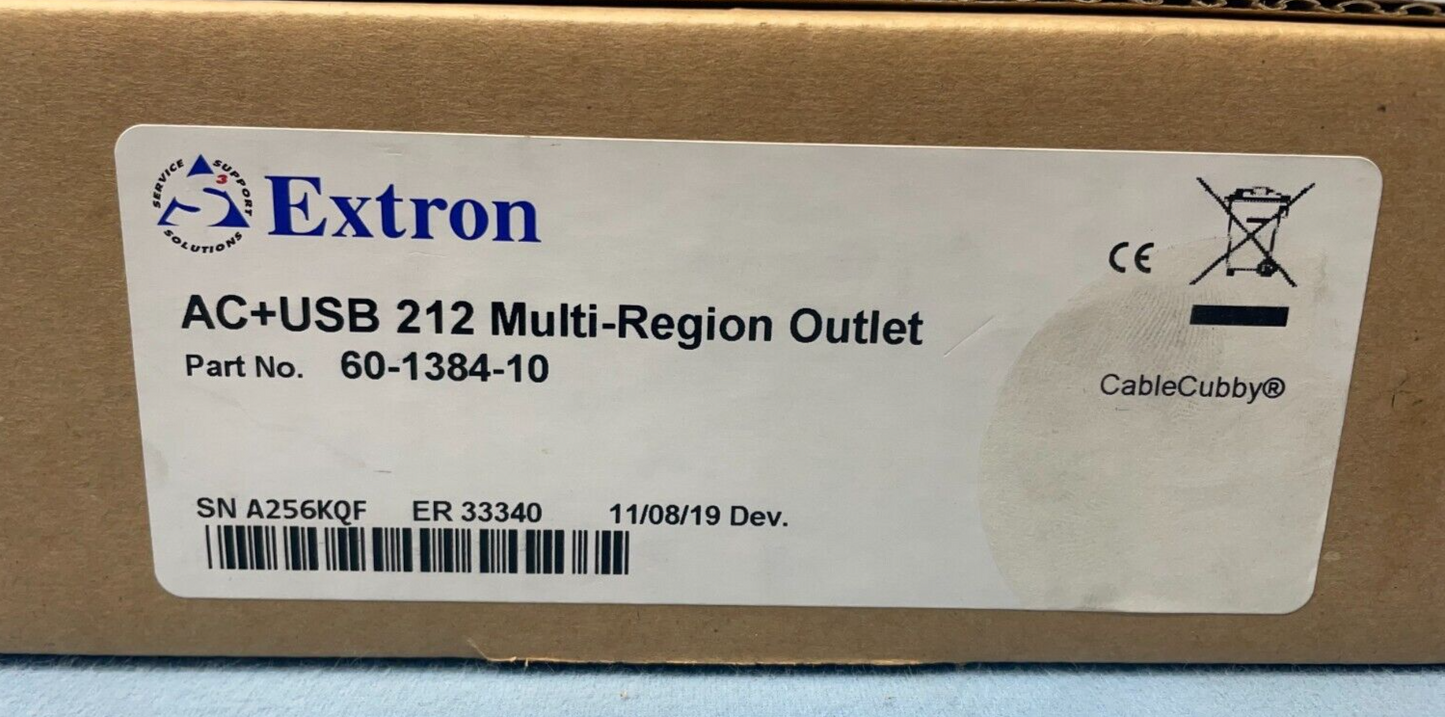 SERVICE SUPPORT SOLUTIONS
S3
Extron
CE
AC+USB 212 Multi-Region Outlet
Part No. 60-1384-10
CableCubby®
SN A256KQF ER 33340 11/08/19 Dev.